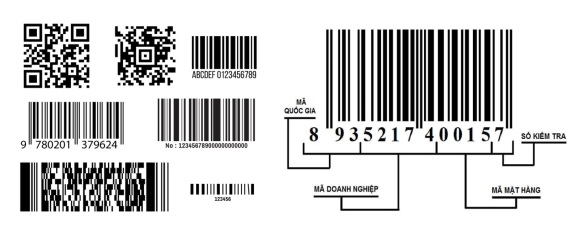 ABCDEF 0123456789
9 780201 379624
No : 123456789000000000000
123456
MÃ
QUỐC GIA
8 935217 400157
SỐ KIỂM TRA
MÃ DOANH NGHIỆP
MÃ MẶT HÀNG